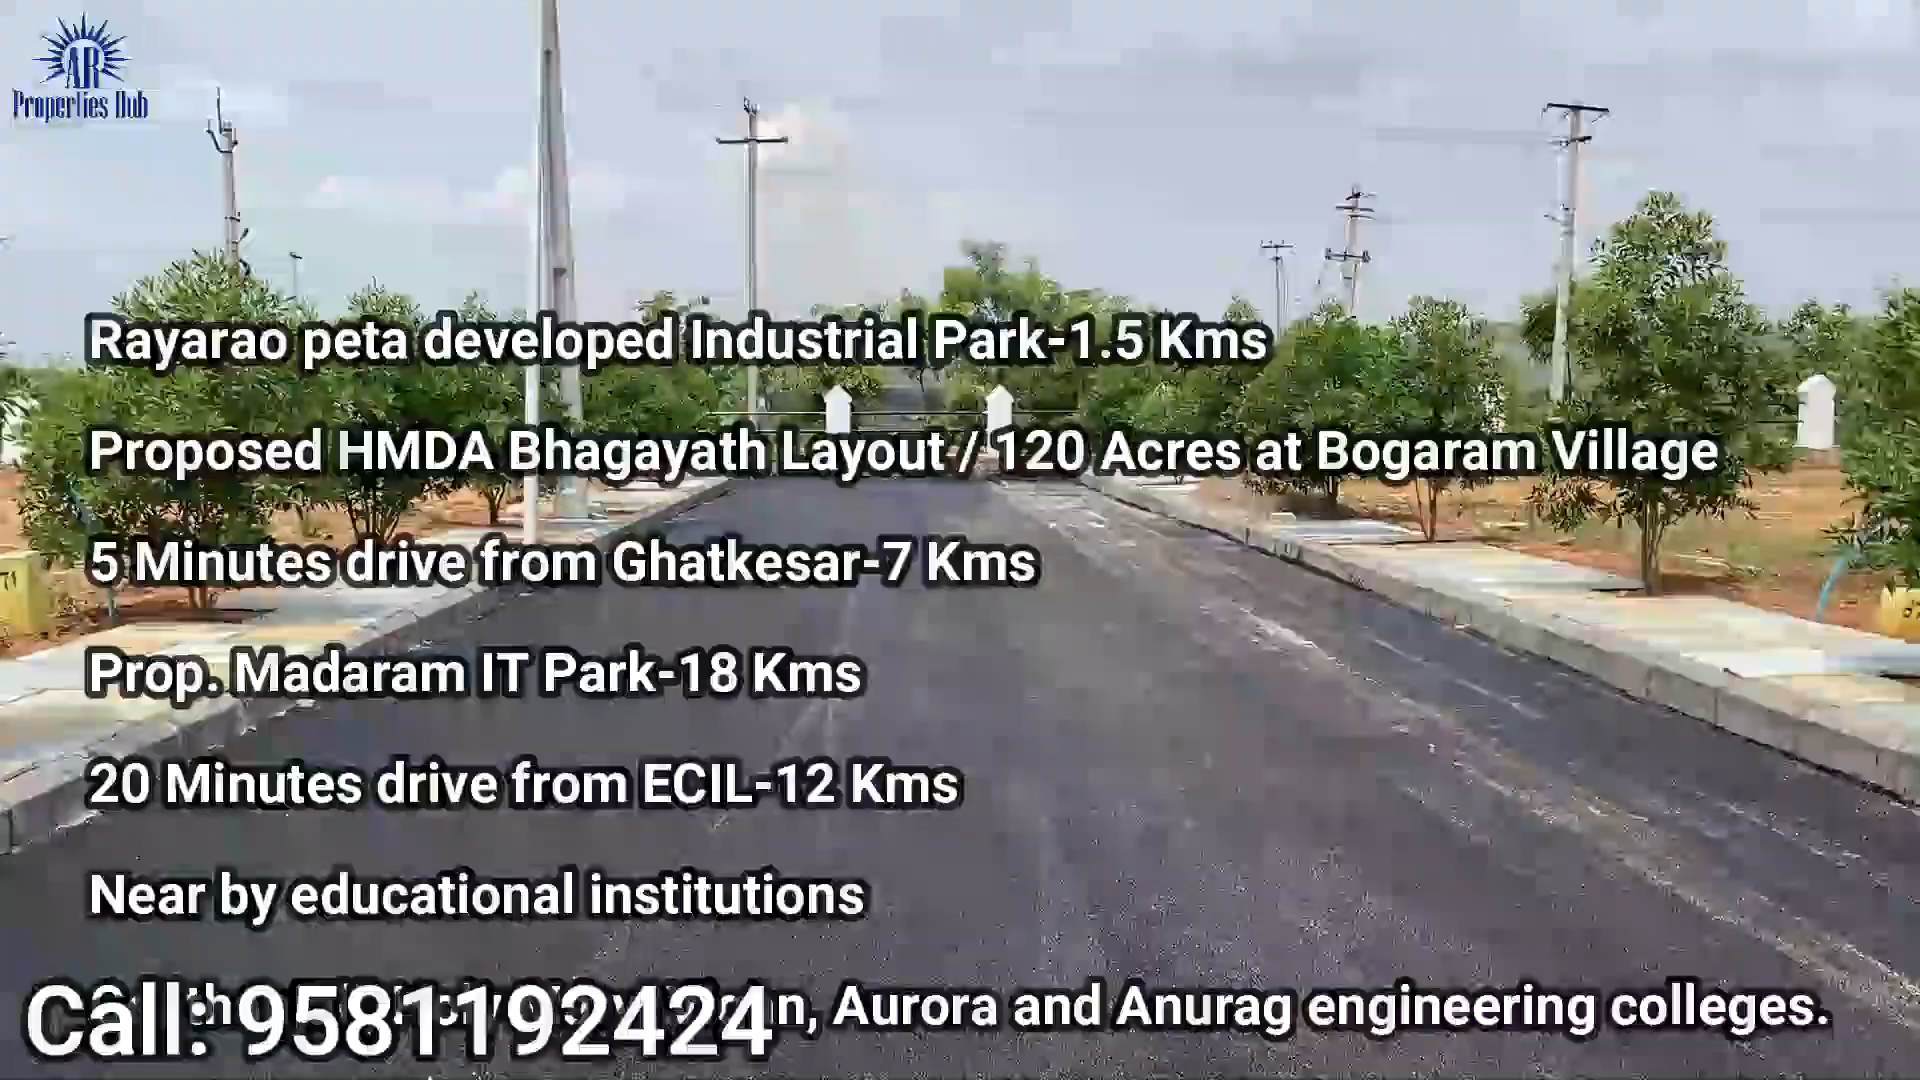 AR
Properties Hub
Rayarao peta developed Industrial Park-1.5 Kms
Proposed HMDA Bhagayath Layout / 120 Acres at Bogaram Village
5 Minutes drive from Ghatkesar-7 Kms
Prop. Madaram IT Park-18 Kms
20 Minutes drive from ECIL-12 Kms
Near by educational institutions
Aurora and Anurag engineering colleges.
Call: 9581192424